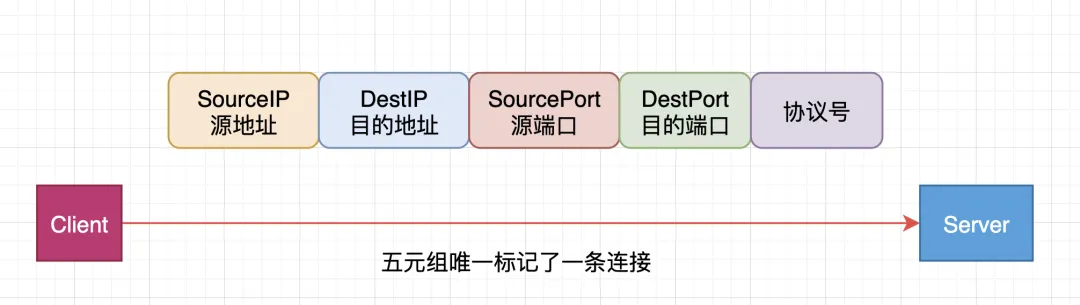 SourceIP
源地址
DestIP
目的地址
SourcePort
源端口
DestPort
目的端口
协议号
Client
Server
五元组唯一标记了一条连接